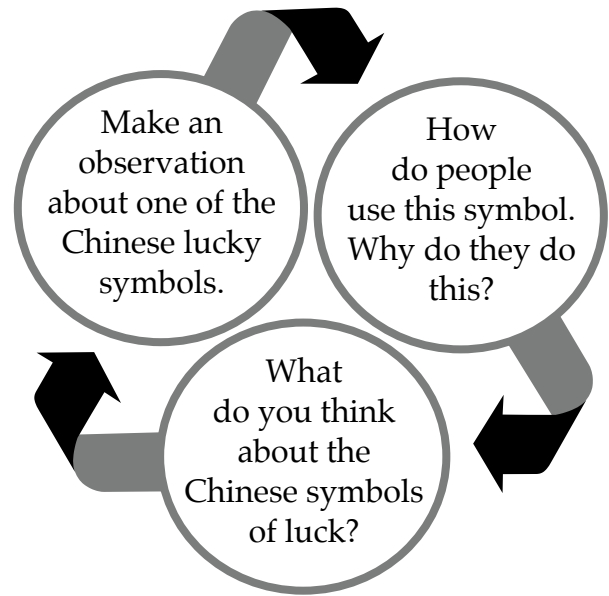 Make an
observation
about one of the
Chinese lucky
symbols.
How
do people
use this symbol.
Why do they do
this?
What
do you think
about the
Chinese symbols
of luck?